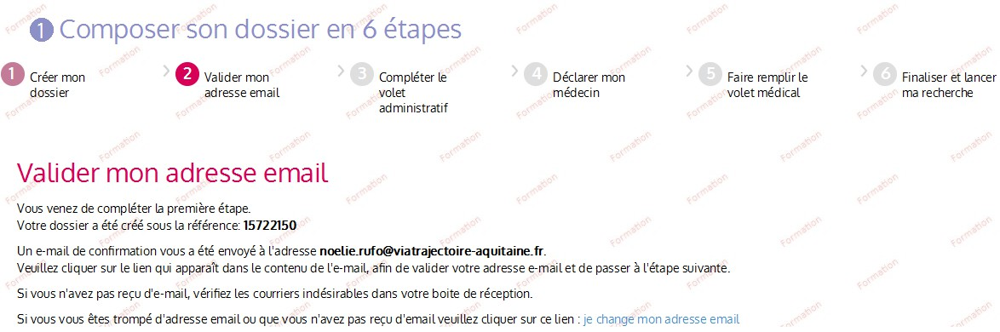 1 Composer son dossier en 6 étapes
1 Créer mon dossier
2 Valider mon adresse email
3 Compléter le volet administratif
4 Déclarer mon médecin
5 Faire remplir le volet médical
6 Finaliser et lancer ma recherche
Valider mon adresse email
Vous venez de compléter la première étape.
Votre dossier a été créé sous la référence: 15722150
Un e-mail de confirmation vous a été envoyé à l'adresse noelie.rufo@viatrajectoire-aquitaine.fr.
Veuillez cliquer sur le lien qui apparaît dans le contenu de l'e-mail, afin de valider votre adresse e-mail et de passer à l'étape suivante.
Si vous n'avez pas reçu d'e-mail, vérifiez les courriers indésirables dans votre boite de réception.
Si vous vous êtes trompé d'adresse email ou que vous n'avez pas reçu d'email veuillez cliquer sur ce lien : je change mon adresse email
Formation